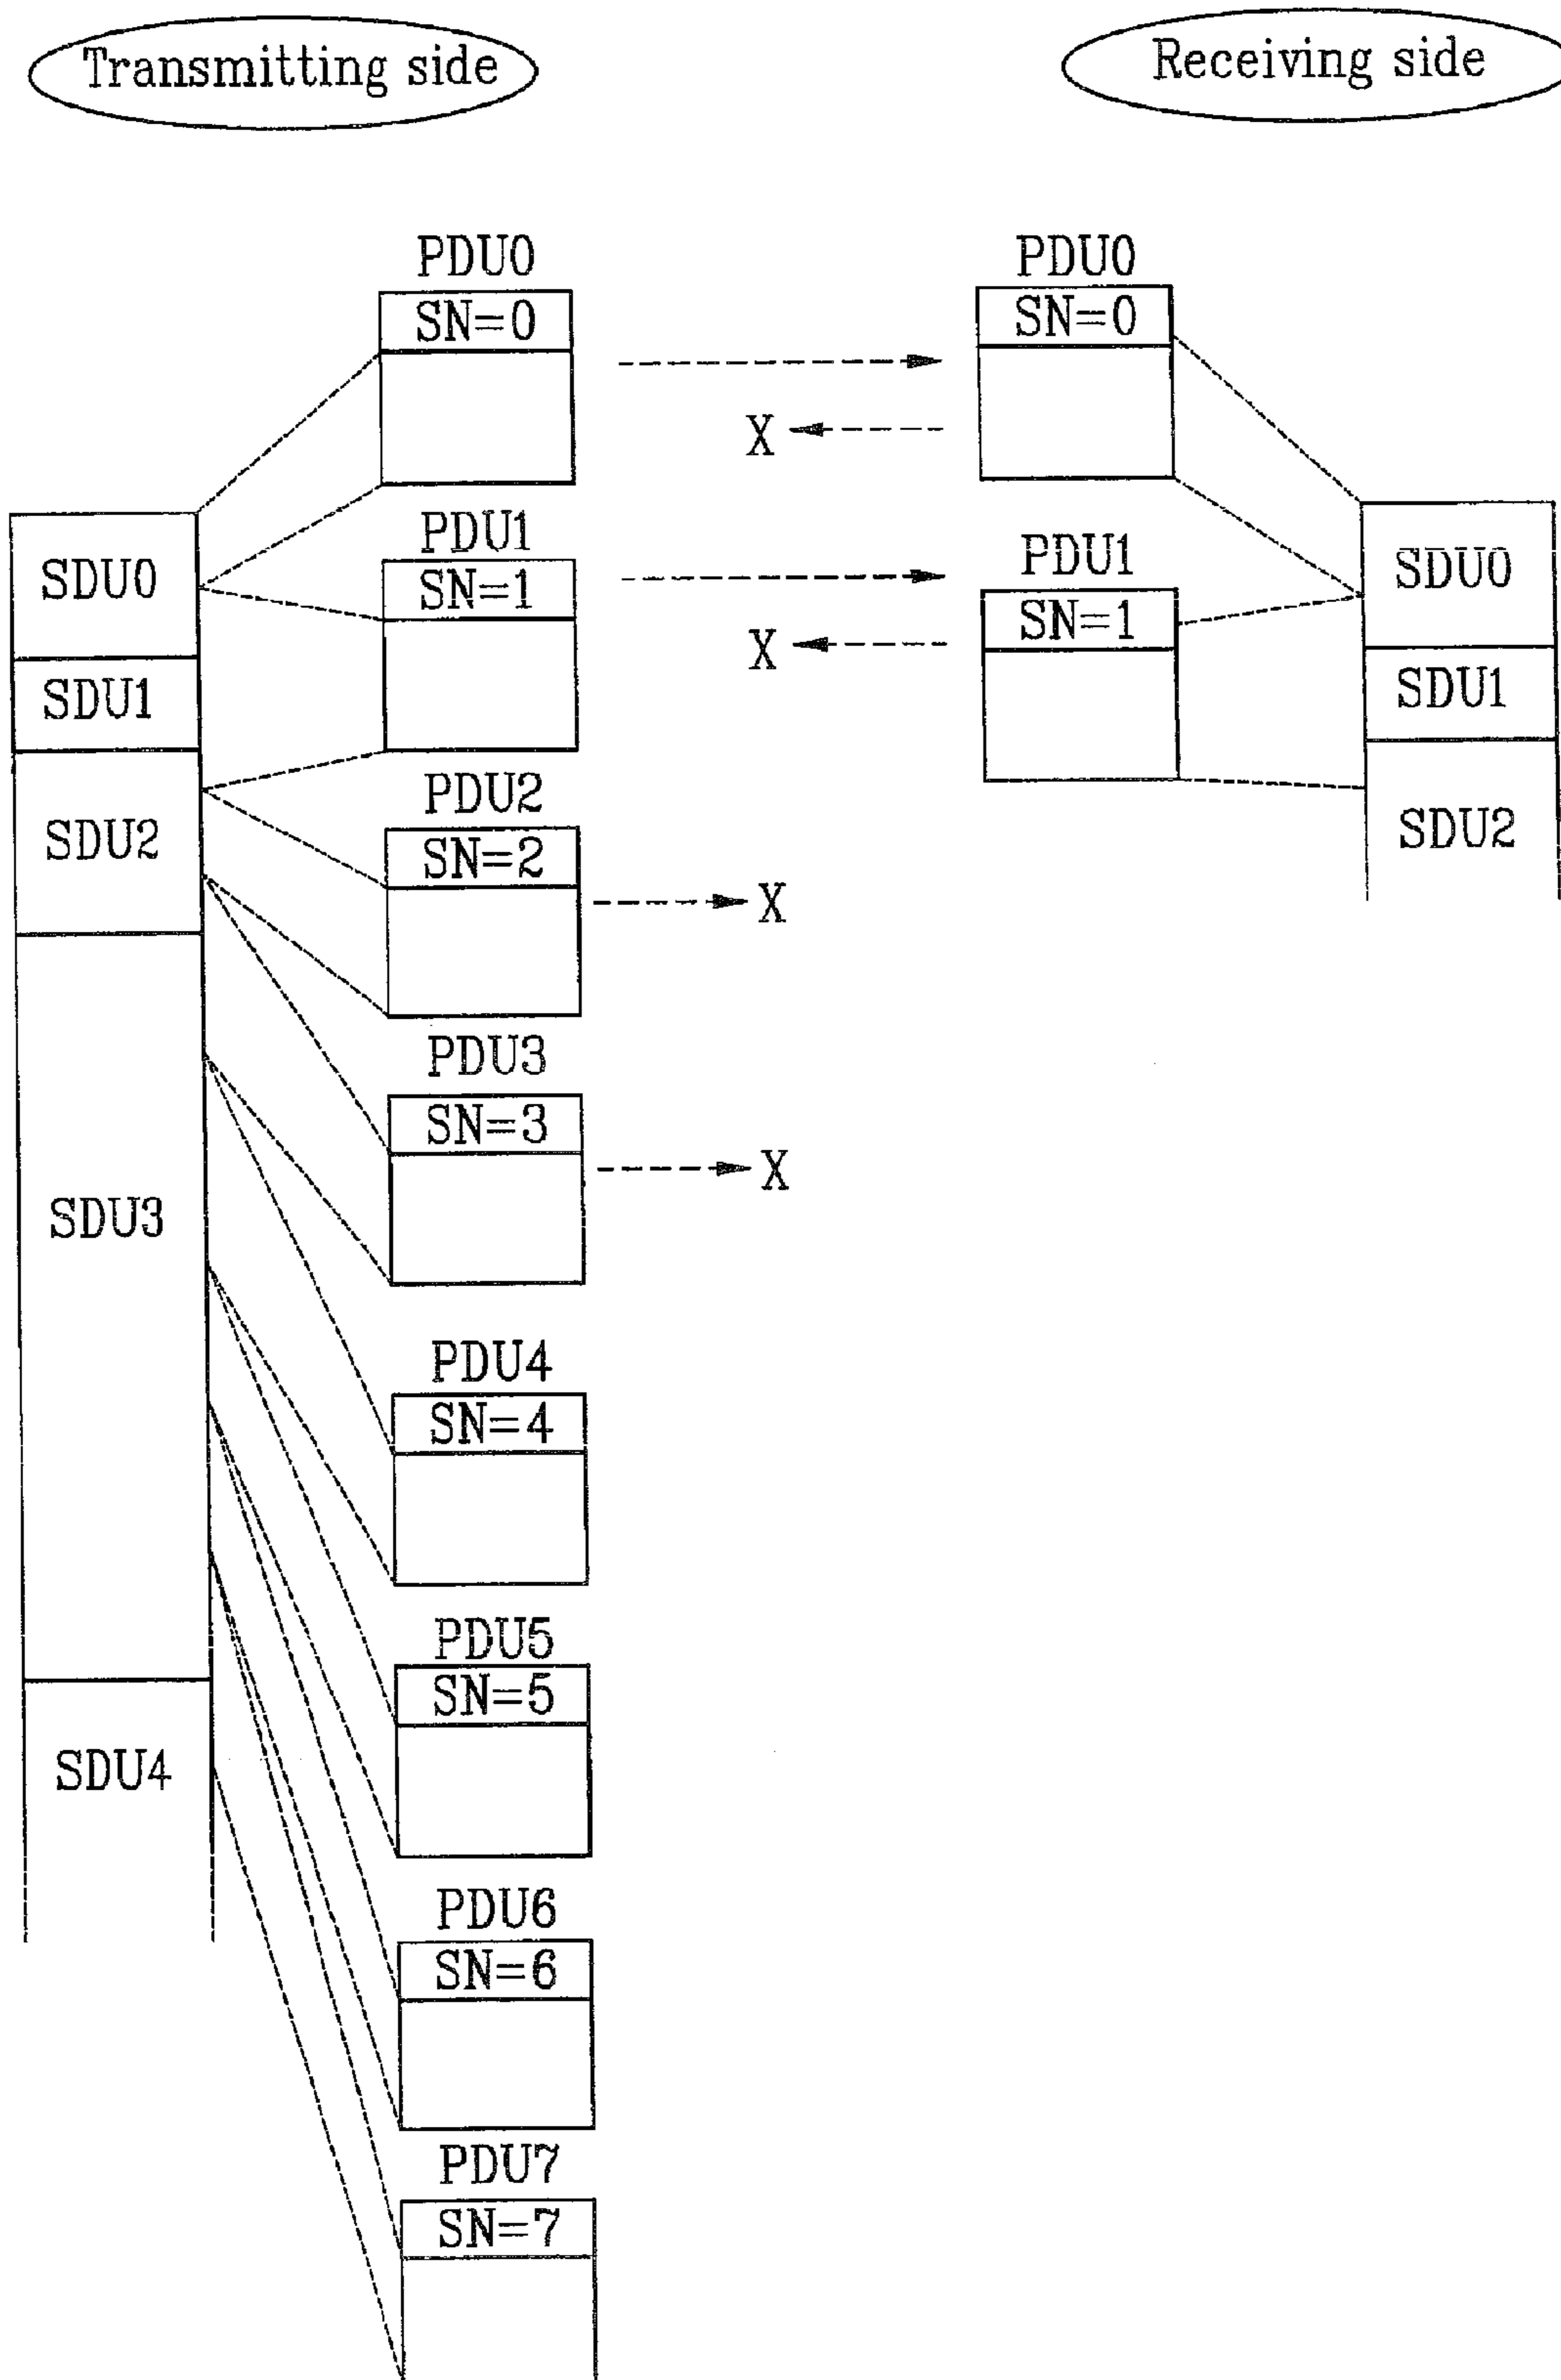 Transmitting side
Receiving side
PDU0
SN=0
X
PDU0
SN=0
SDU0
SDU1
SDU2
SDU3
SDU4
PDU1
SN=1
X
PDU1
SN=1
SDU0
SDU1
SDU2
PDU2
SN=2
X
PDU3
SN=3
X
PDU4
SN=4
PDU5
SN=5
PDU6
SN=6
PDU7
SN=7